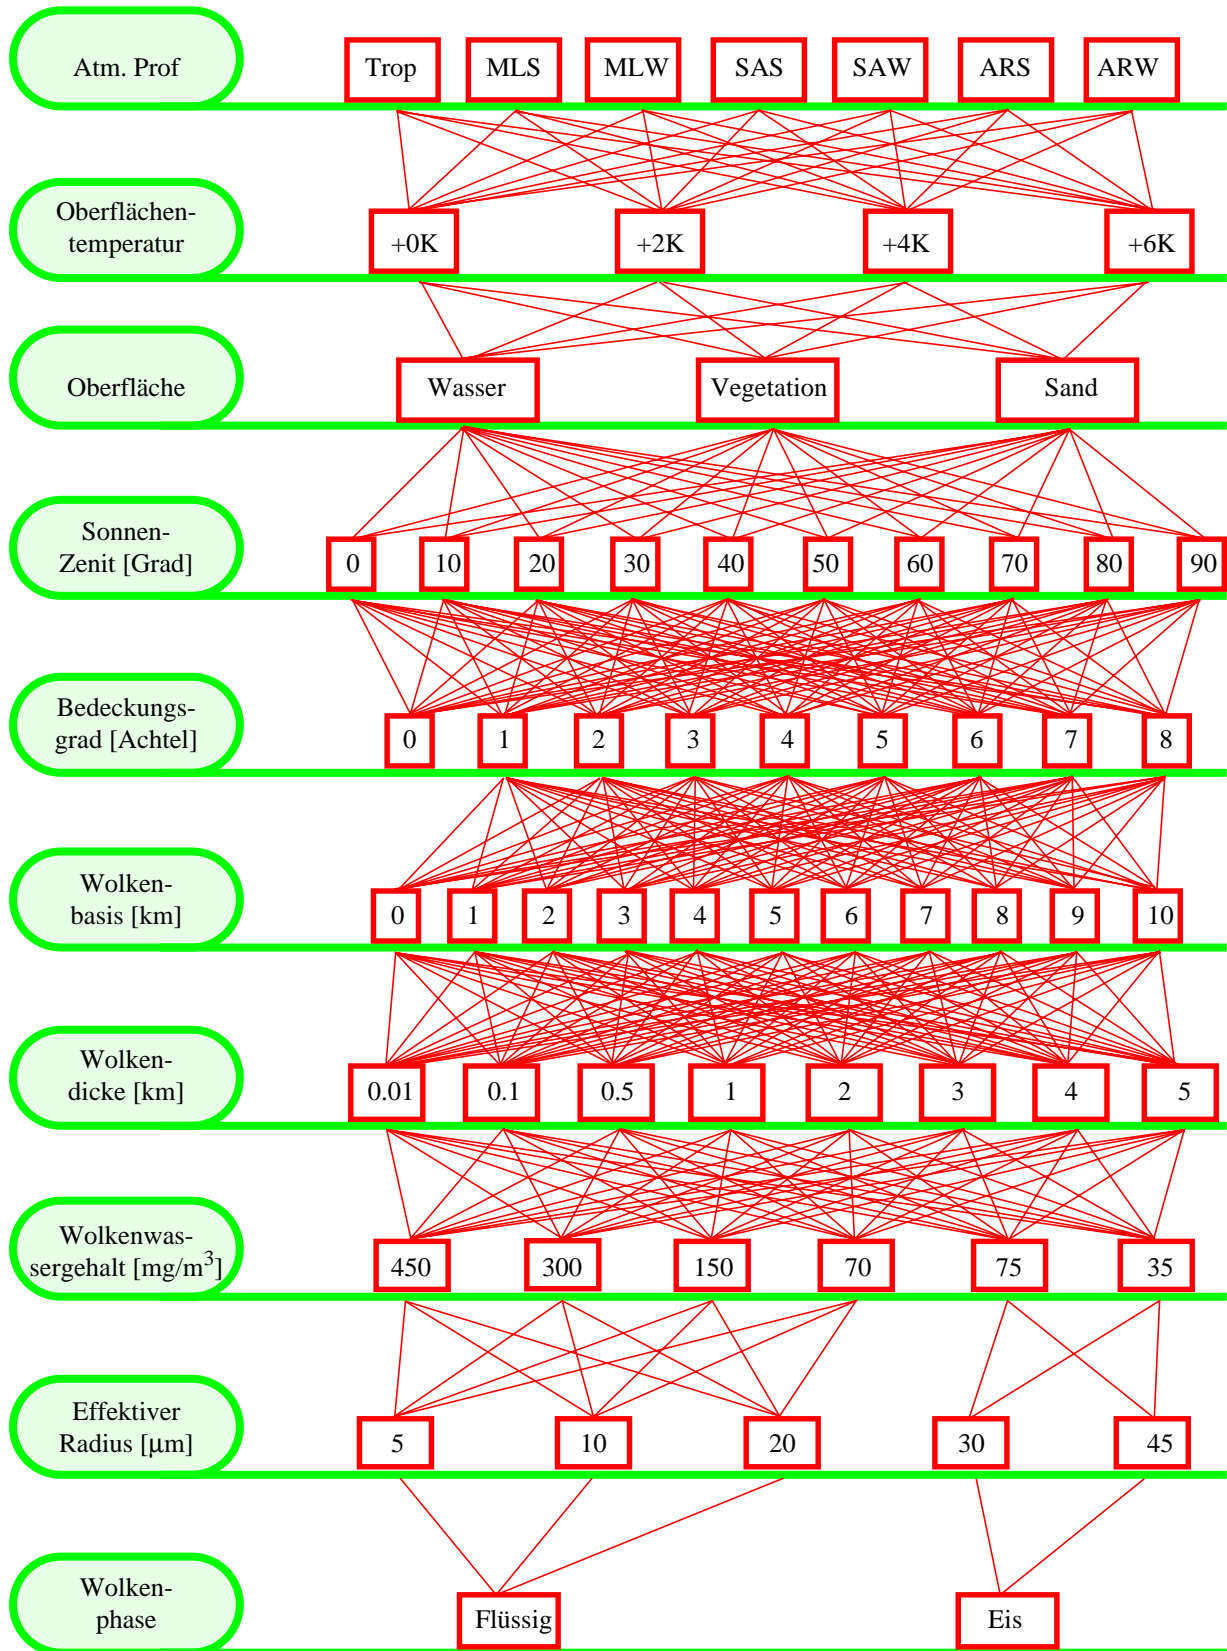 Atm. Prof Trop MLS MLW SAS SAW ARS ARW
Oberflächen-
temperatur +0K +2K +4K +6K
Oberfläche Wasser Vegetation Sand
Sonnen-
Zenit [Grad] 0 10 20 30 40 50 60 70 80 90
Bedeckungs-
grad [Achtel] 0 1 2 3 4 5 6 7 8
Wolken-
basis [km] 0 1 2 3 4 5 6 7 8 9 10
Wolken-
dicke [km] 0.01 0.1 0.5 1 2 3 4 5
Wolkenwas-
sergehalt [mg/m³] 450 300 150 70 75 35
Effektiver
Radius [µm] 5 10 20 30 45
Wolken-
phase Flüssig Eis